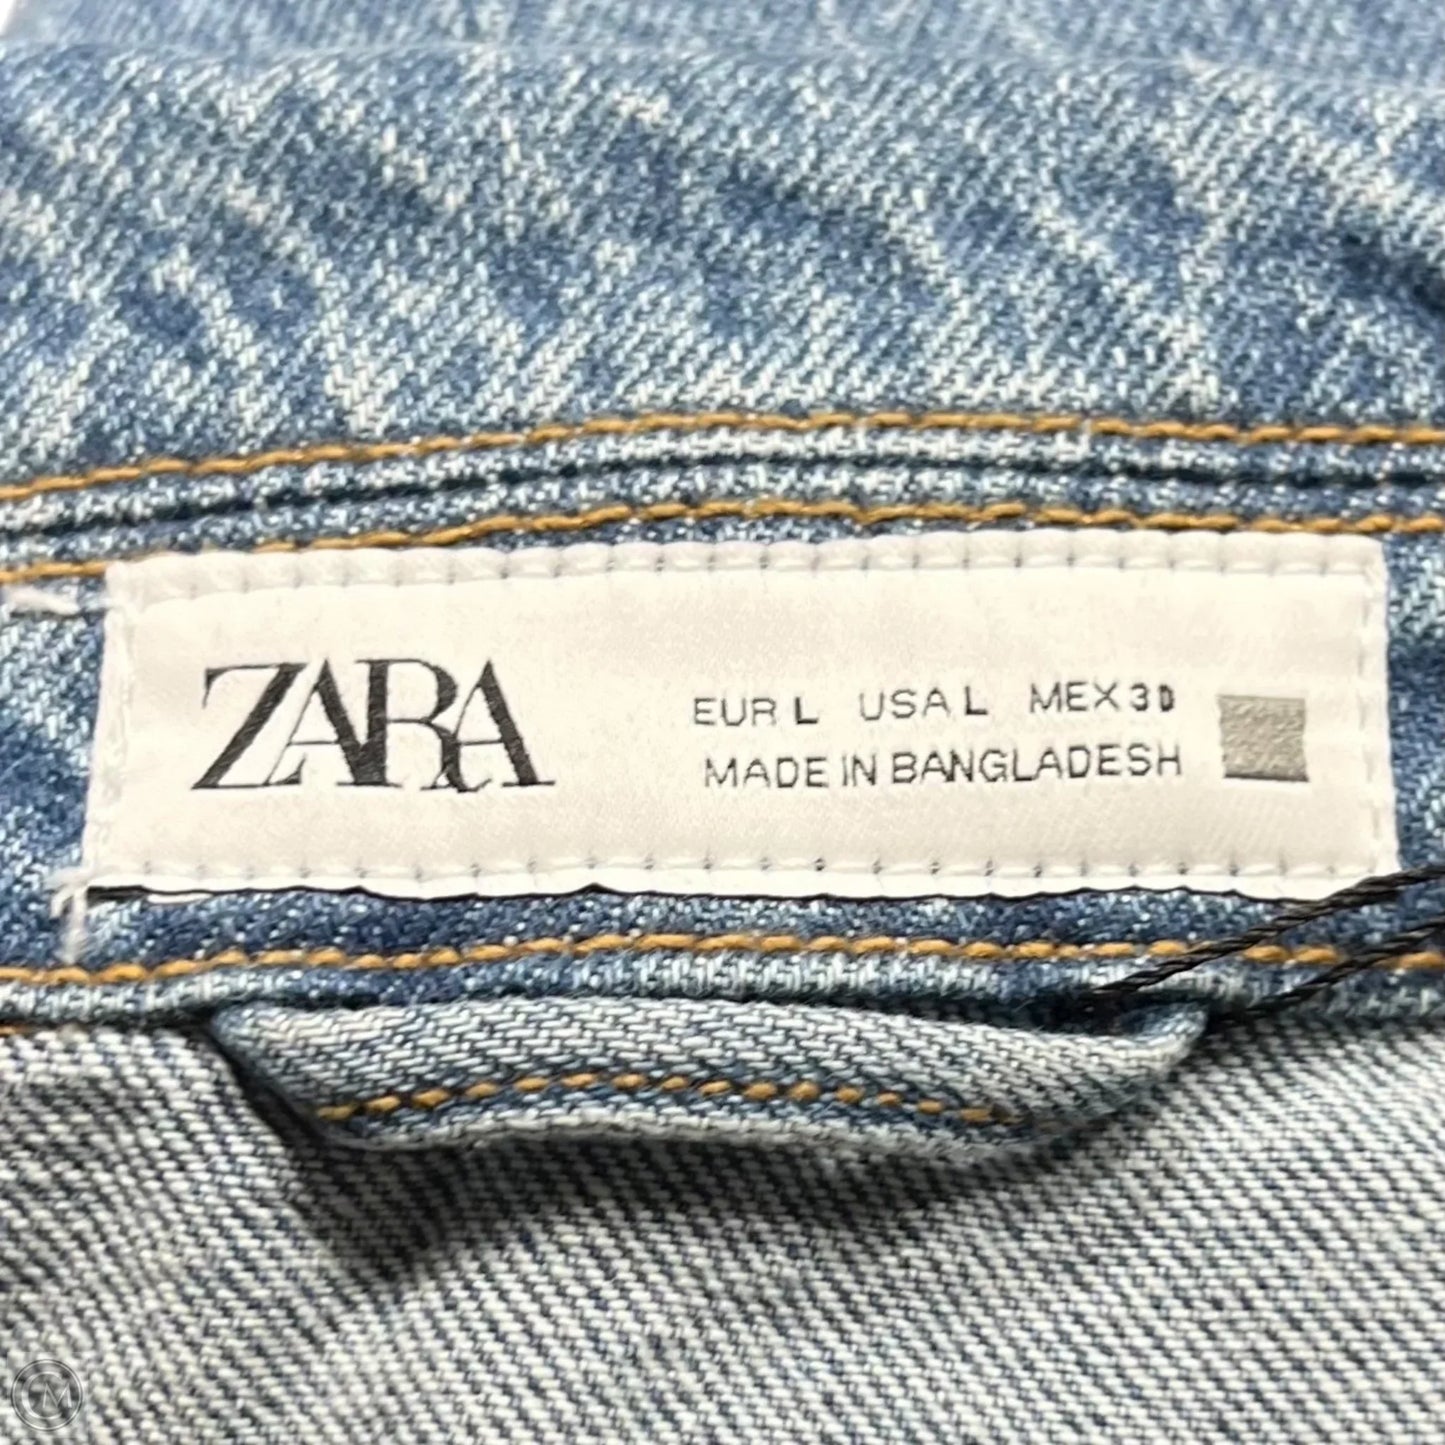 ZARA
EUR L USA L MEX 30
MADE IN BANGLADESH
M